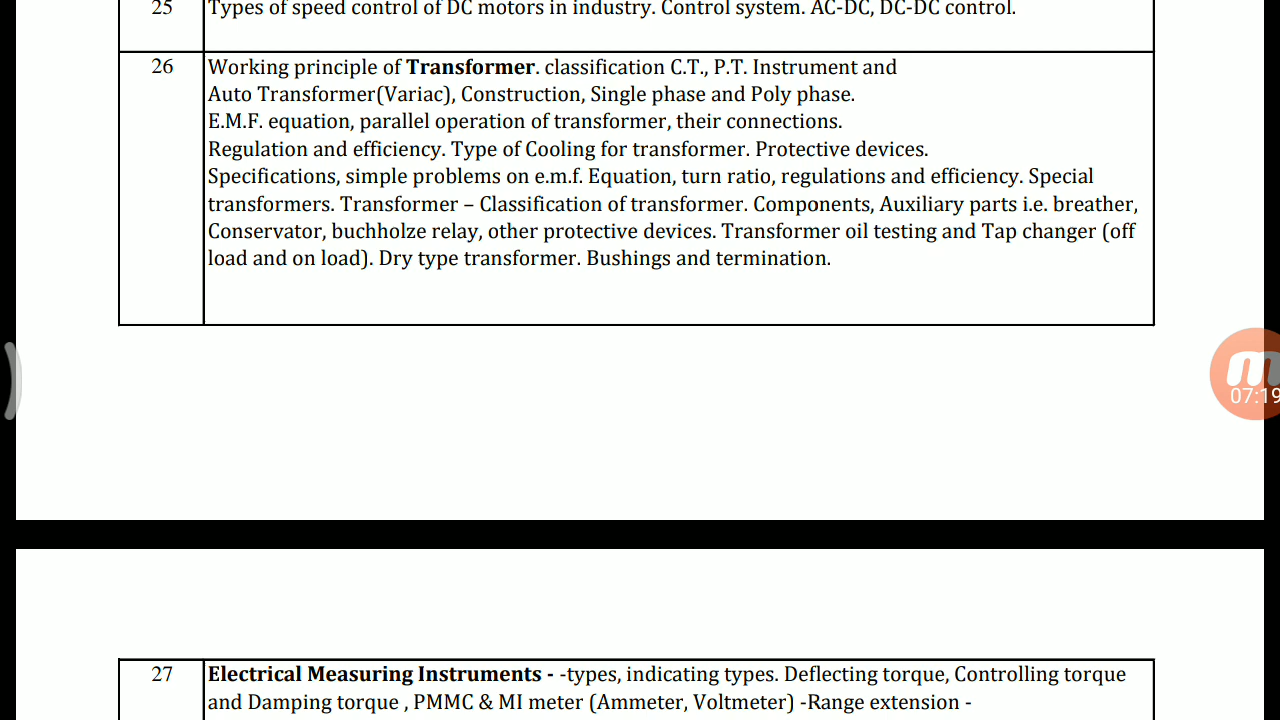 25 Types of speed control of DC motors in industry. Control system. AC-DC, DC-DC control.
26 Working principle of Transformer. classification C.T., P.T. Instrument and
Auto Transformer(Variac), Construction, Single phase and Poly phase.
E.M.F. equation, parallel operation of transformer, their connections.
Regulation and efficiency. Type of Cooling for transformer. Protective devices.
Specifications, simple problems on e.m.f. Equation, turn ratio, regulations and efficiency. Special
transformers. Transformer – Classification of transformer. Components, Auxiliary parts i.e. breather,
Conservator, buchholze relay, other protective devices. Transformer oil testing and Tap changer (off
load and on load). Dry type transformer. Bushings and termination.
07:19
27 Electrical Measuring Instruments - -types, indicating types. Deflecting torque, Controlling torque
and Damping torque , PMMC & MI meter (Ammeter, Voltmeter) -Range extension -